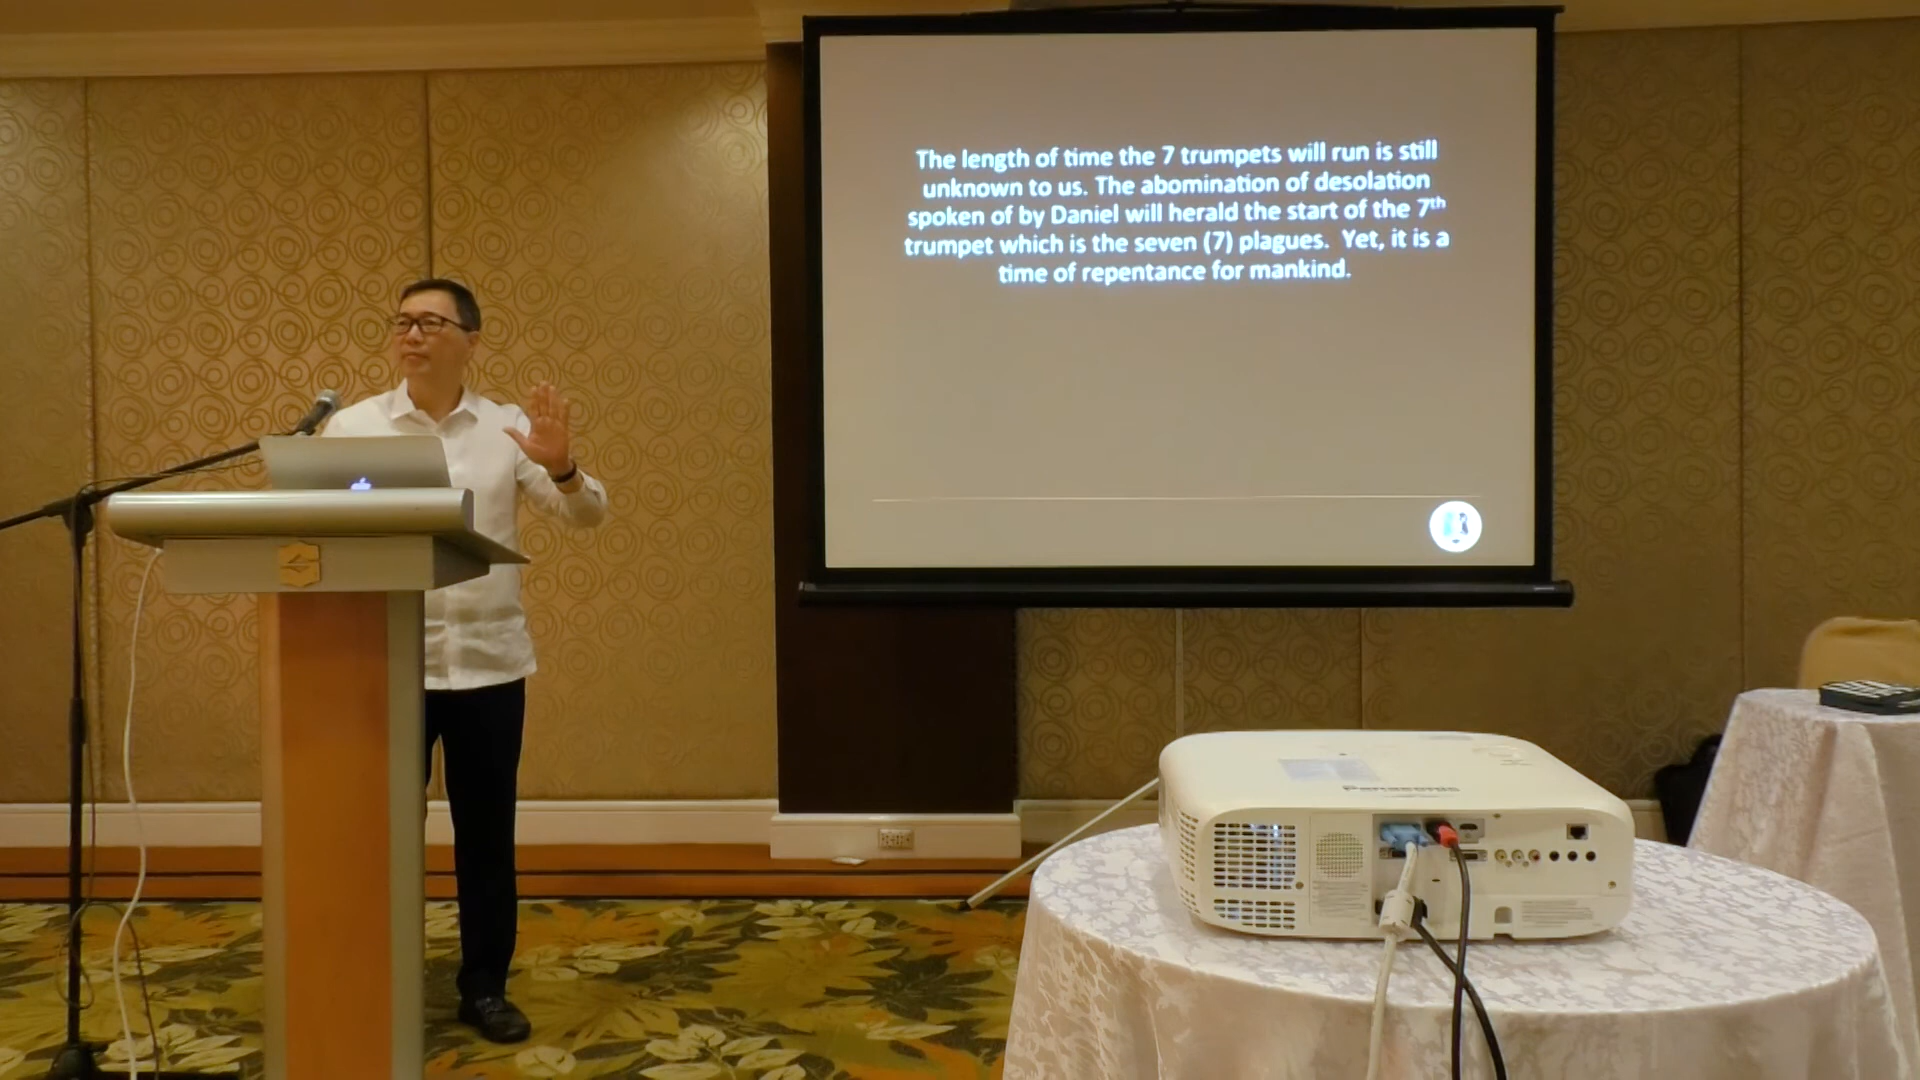 The length of time the 7 trumpets will run is still
unknown to us. The abomination of desolation
spoken of by Daniel will herald the start of the 7th
trumpet which is the seven (7) plagues. Yet, it is a
time of repentance for mankind.
Panasonic